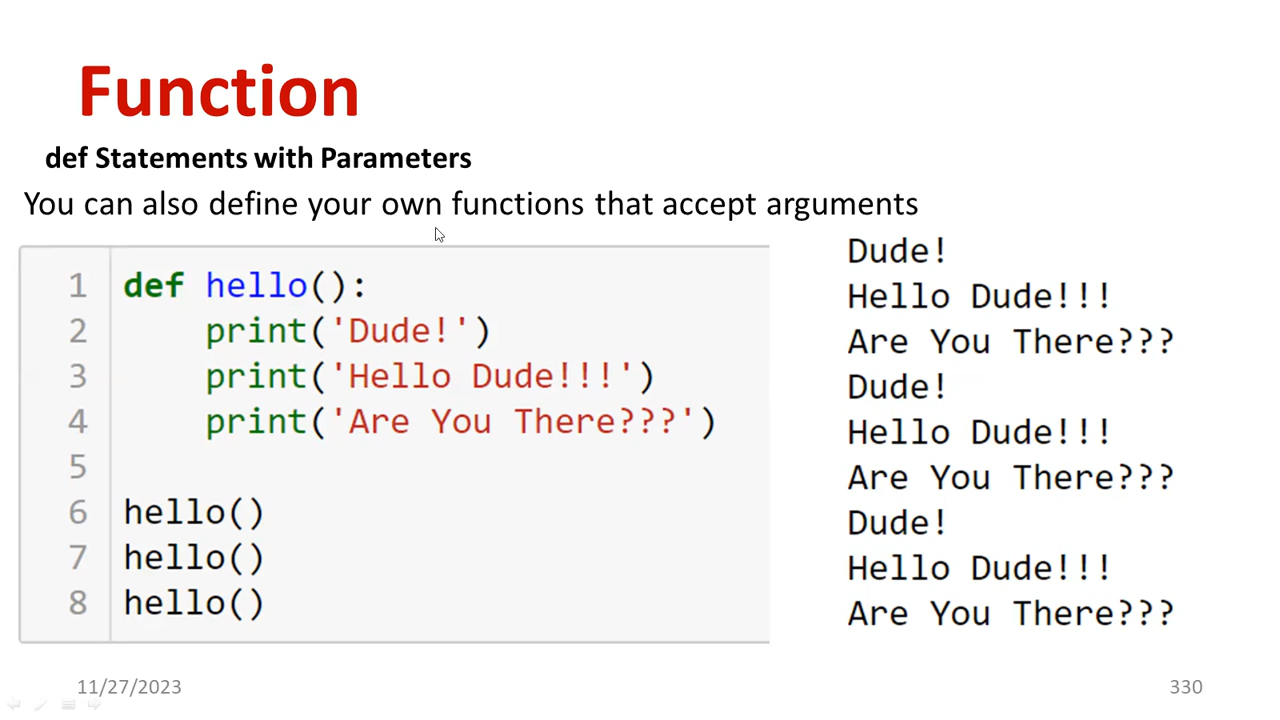 Function
def Statements with Parameters
You can also define your own functions that accept arguments
1 def hello():
2     print('Dude!')
3     print('Hello Dude!!!')
4     print('Are You There???')
5
6 hello()
7 hello()
8 hello()
Dude!
Hello Dude!!!
Are You There???
Dude!
Hello Dude!!!
Are You There???
Dude!
Hello Dude!!!
Are You There???
11/27/2023
330